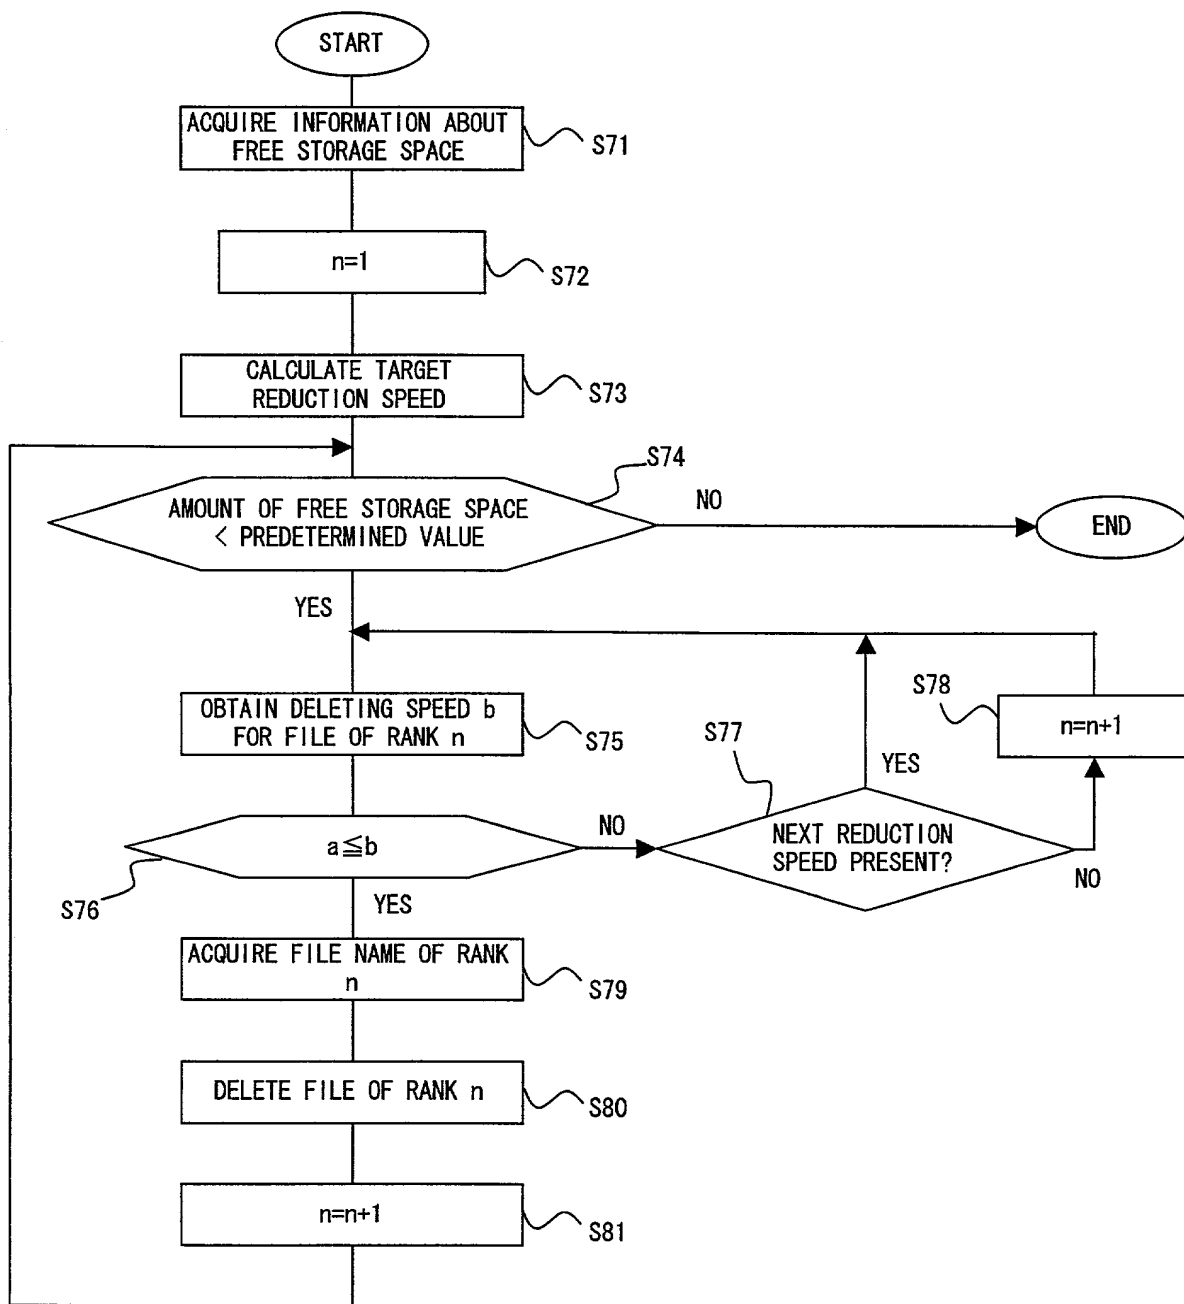 START
ACQUIRE INFORMATION ABOUT
FREE STORAGE SPACE
S71
n=1
S72
CALCULATE TARGET
REDUCTION SPEED
S73
S74
AMOUNT OF FREE STORAGE SPACE
< PREDETERMINED VALUE
NO
END
YES
OBTAIN DELETING SPEED b
FOR FILE OF RANK n
S75
S78
n=n+1
S77
YES
a≦b
NO
NEXT REDUCTION
SPEED PRESENT?
NO
S76
YES
ACQUIRE FILE NAME OF RANK
n
S79
DELETE FILE OF RANK n
S80
n=n+1
S81